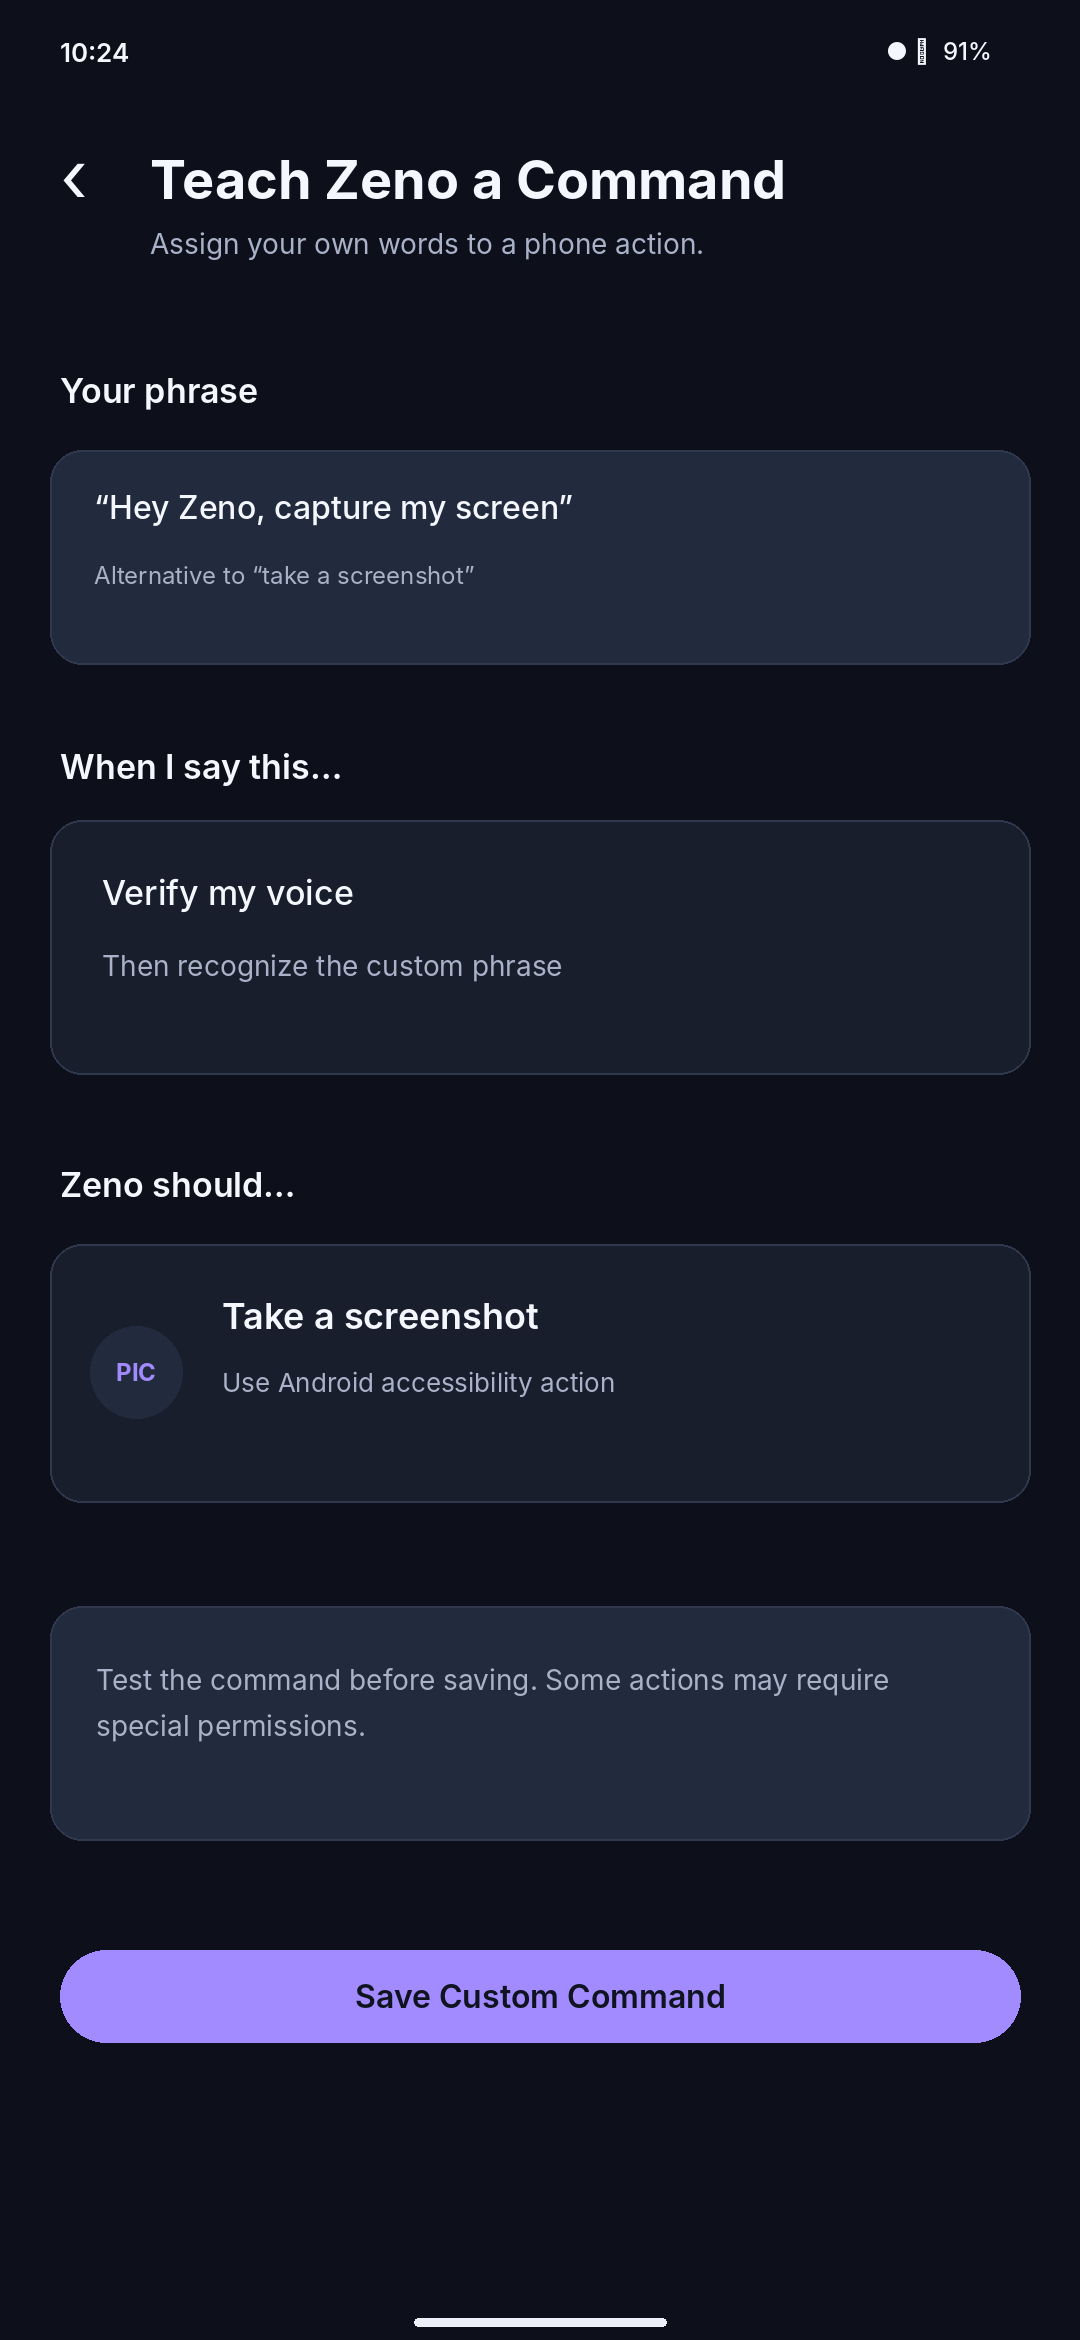 10:24
91%
Teach Zeno a Command
Assign your own words to a phone action.
Your phrase
“Hey Zeno, capture my screen”
Alternative to “take a screenshot”
When I say this...
Verify my voice
Then recognize the custom phrase
Zeno should...
Take a screenshot
PIC
Use Android accessibility action
Test the command before saving. Some actions may require
special permissions.
Save Custom Command